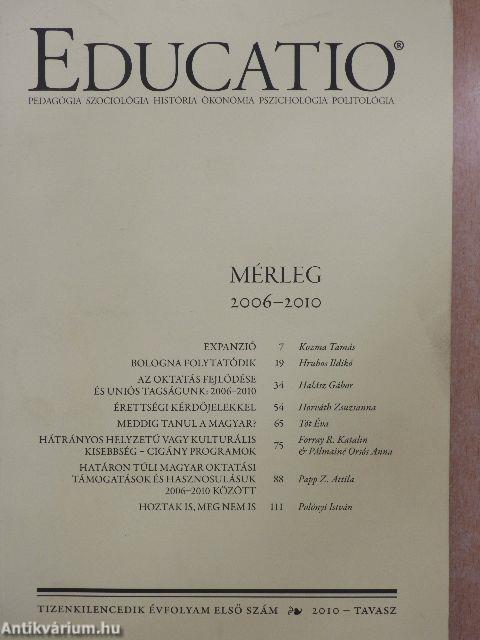 EDUCATIO®
PEDAGÓGIA SZOCIOLÓGIA HISTÓRIA ÖKONÓMIA PSZICHOLÓGIA POLITOLÓGIA
MÉRLEG
2006–2010
EXPANZIÓ 7 Kozma Tamás
BOLOGNA FOLYTATÓDIK 19 Hrubos Ildikó
AZ OKTATÁS FEJLŐDÉSE
ÉS UNIÓS TAGSÁGUNK: 2006–2010 34 Halász Gábor
ÉRETTSÉGI KÉRDŐJELEKKEL 54 Horváth Zsuzsanna
MEDDIG TANUL A MAGYAR? 65 Tót Éva
HÁTRÁNYOS HELYZETŰ VAGY KULTURÁLIS
KISEBBSÉG – CIGÁNY PROGRAMOK 75 Forray R. Katalin
& Pálmainé Orsós Anna
HATÁRON TÚLI MAGYAR OKTATÁSI
TÁMOGATÁSOK ÉS HASZNOSULÁSUK 88 Papp Z. Attila
2006–2010 KÖZÖTT
HOZTAK IS, MEG NEM IS 111 Polónyi István
TIZENKILENCEDIK ÉVFOLYAM ELSŐ SZÁM ❧ 2010 – TAVASZ
Antikvárium.hu